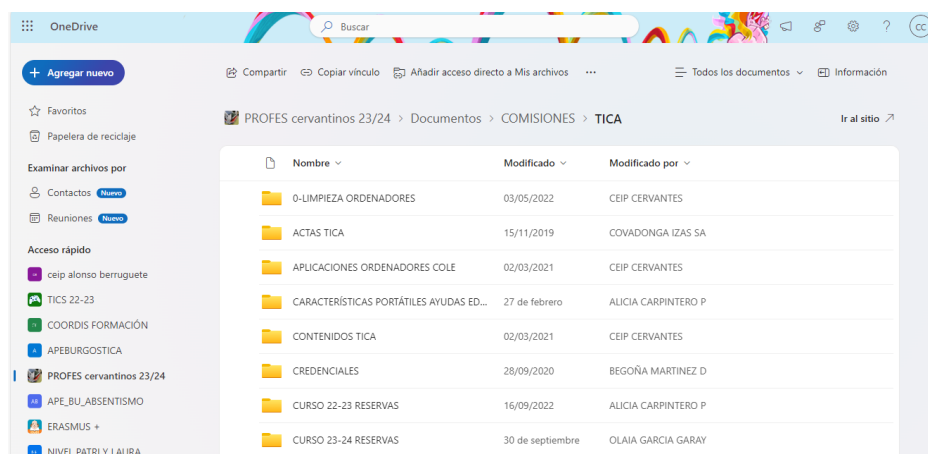 OneDrive
Buscar
CC
Agregar nuevo
Compartir Copiar vínculo Añadir acceso directo a Mis archivos ... Todos los documentos Información
Favoritos
Papelera de reciclaje
Examinar archivos por
Contactos Nuevo
Reuniones Nuevo
Acceso rápido
ceip alonso berruguete
TICS 22-23
COORDIS FORMACIÓN
APEBURGOSTICA
PROFES cervantinos 23/24
APE_BU_ABSENTISMO
ERASMUS +
NIVEL PATRI Y LAURA
PROFES cervantinos 23/24 > Documentos > COMISIONES > TICA Ir al sitio
Nombre Modificado Modificado por
0-LIMPIEZA ORDENADORES 03/05/2022 CEIP CERVANTES
ACTAS TICA 15/11/2019 COVADONGA IZAS SA
APLICACIONES ORDENADORES COLE 02/03/2021 CEIP CERVANTES
CARACTERÍSTICAS PORTÁTILES AYUDAS ED... 27 de febrero ALICIA CARPINTERO P
CONTENIDOS TICA 02/03/2021 CEIP CERVANTES
CREDENCIALES 28/09/2020 BEGOÑA MARTINEZ D
CURSO 22-23 RESERVAS 16/09/2022 ALICIA CARPINTERO P
CURSO 23-24 RESERVAS 30 de septiembre OLAIA GARCIA GARAY